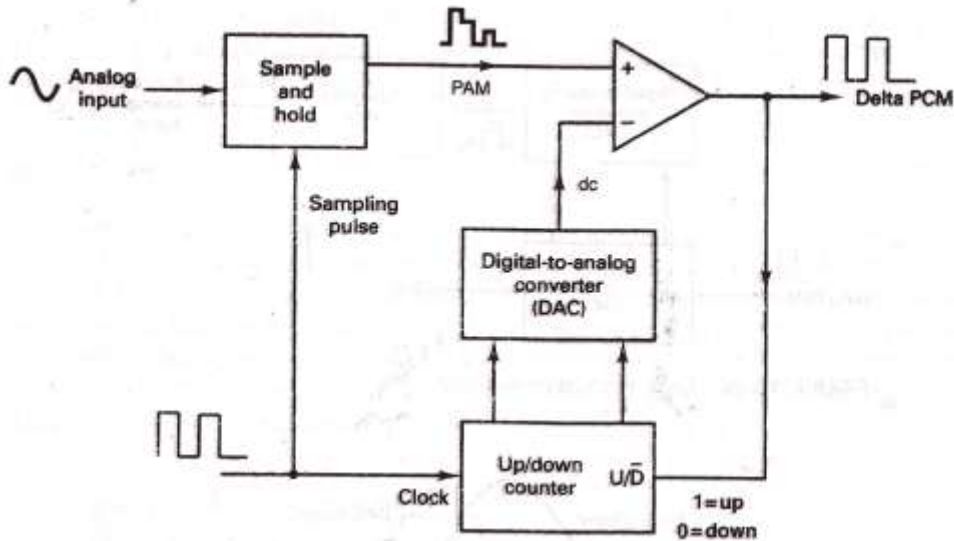 Analog
input
Sample
and
hold
PAM
+
−
Delta PCM
dc
Sampling
pulse
Digital-to-analog
converter
(DAC)
Clock
Up/down
counter
U/D̅
1=up
0=down